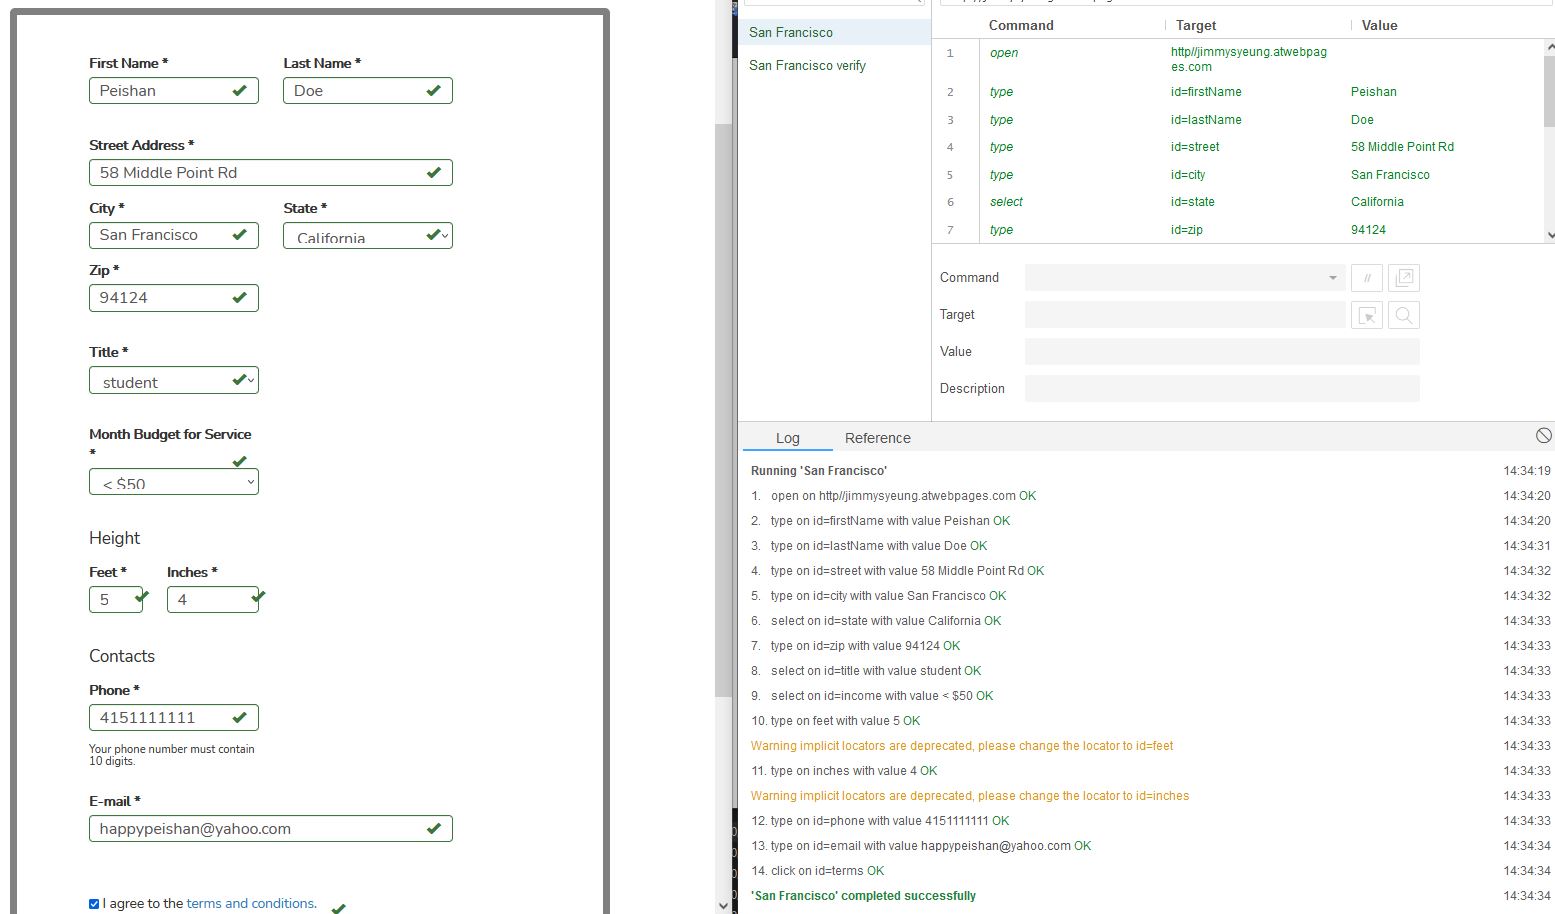 First Name *
Last Name *
Peishan
Doe
Street Address *
58 Middle Point Rd
City *
State *
San Francisco
California
Zip *
94124
Title *
student
Month Budget for Service
*
< $50
Height
Feet *
Inches *
5
4
Contacts
Phone *
4151111111
Your phone number must contain
10 digits.
E-mail *
happypeishan@yahoo.com
I agree to the terms and conditions.
San Francisco
San Francisco verify
Command Target Value
1 open http//jimmysyeung.atwebpag
es.com
2 type id=firstName Peishan
3 type id=lastName Doe
4 type id=street 58 Middle Point Rd
5 type id=city San Francisco
6 select id=state California
7 type id=zip 94124
Command
//
Target
Value
Description
Log Reference
Running 'San Francisco' 14:34:19
1. open on http//jimmysyeung.atwebpages.com OK 14:34:20
2. type on id=firstName with value Peishan OK 14:34:20
3. type on id=lastName with value Doe OK 14:34:31
4. type on id=street with value 58 Middle Point Rd OK 14:34:32
5. type on id=city with value San Francisco OK 14:34:32
6. select on id=state with value California OK 14:34:33
7. type on id=zip with value 94124 OK 14:34:33
8. select on id=title with value student OK 14:34:33
9. select on id=income with value < $50 OK 14:34:33
10. type on feet with value 5 OK 14:34:33
Warning implicit locators are deprecated, please change the locator to id=feet 14:34:33
11. type on inches with value 4 OK 14:34:33
Warning implicit locators are deprecated, please change the locator to id=inches 14:34:33
12. type on id=phone with value 4151111111 OK 14:34:33
13. type on id=email with value happypeishan@yahoo.com OK 14:34:34
14. click on id=terms OK 14:34:34
'San Francisco' completed successfully 14:34:34